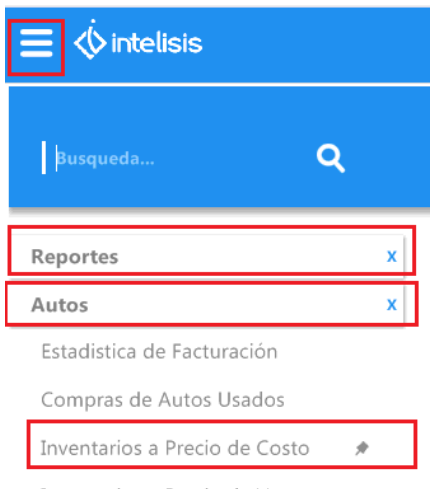 intelisis
Busqueda...
Reportes x
Autos x
Estadistica de Facturación
Compras de Autos Usados
Inventarios a Precio de Costo